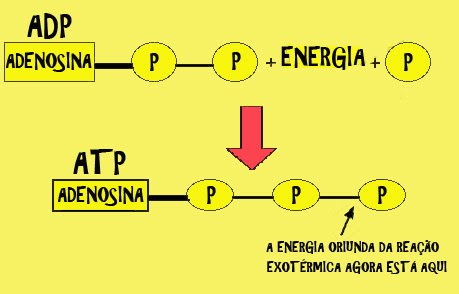 ADP
ADENOSINA P P + ENERGIA + P
ATP
ADENOSINA P P P
A ENERGIA ORIUNDA DA REAÇÃO
EXOTÉRMICA AGORA ESTÁ AQUI